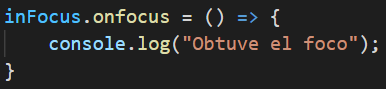 inFocus.onfocus = () => {
    console.log("Obtuve el foco");
}